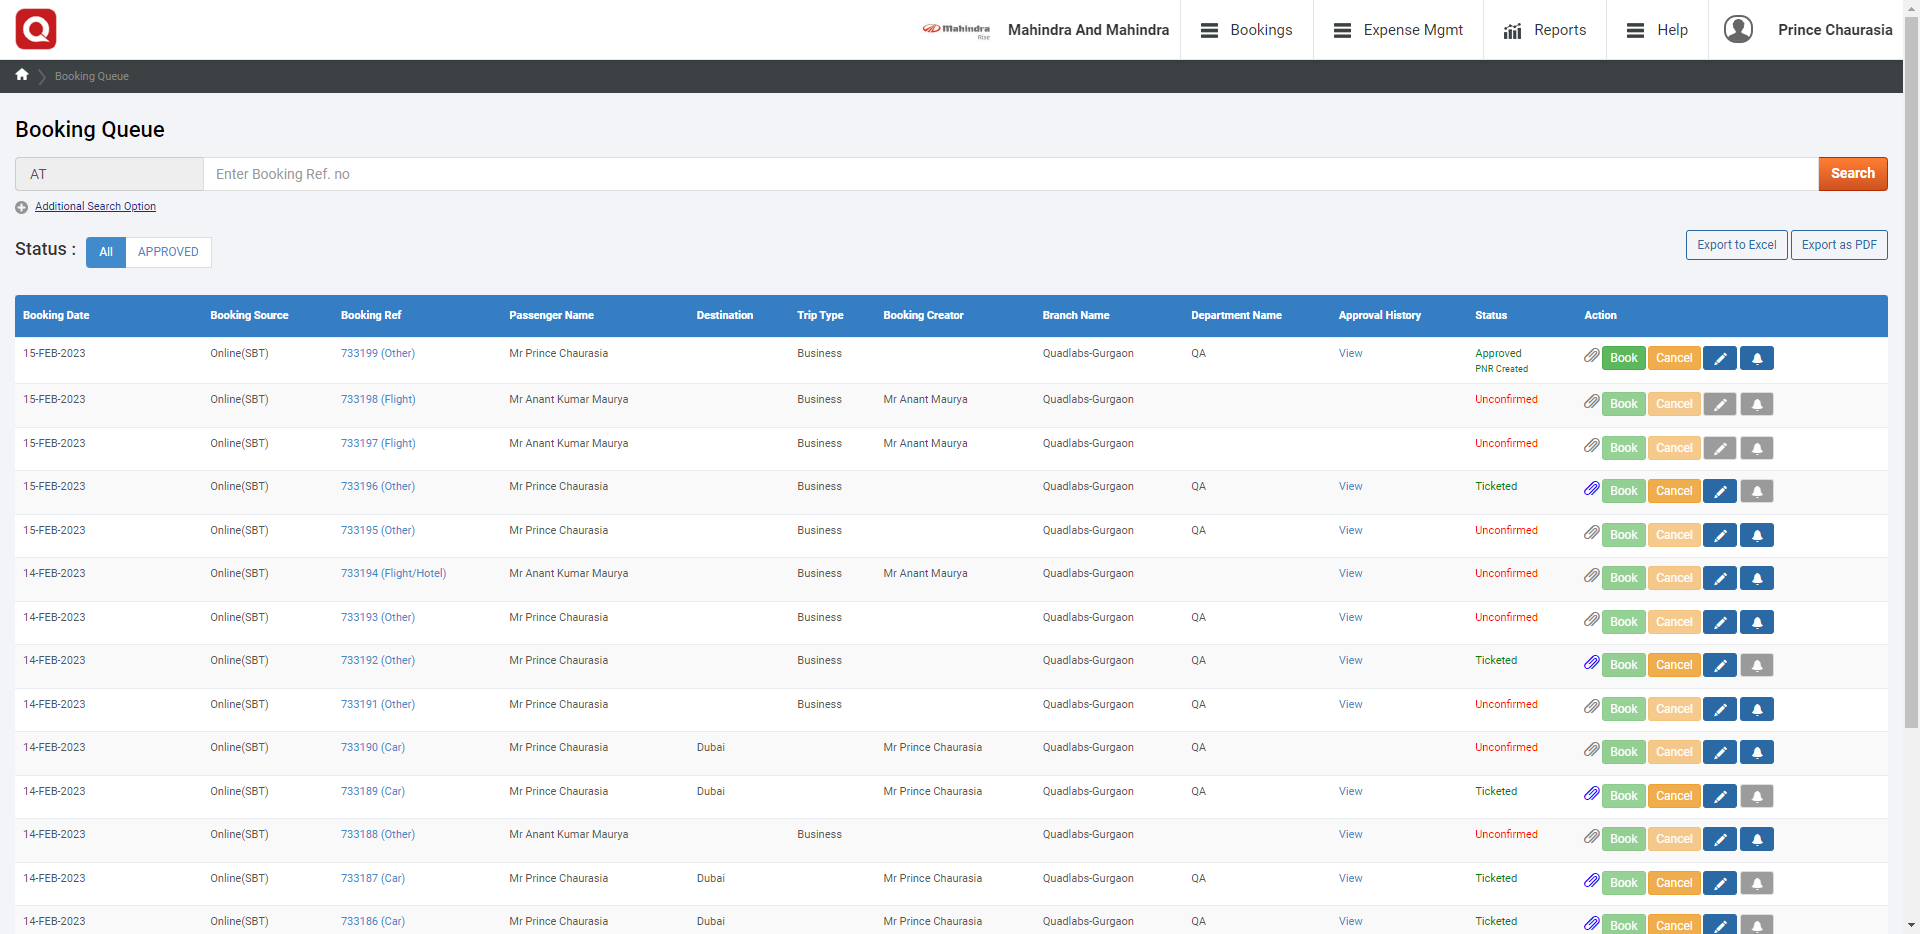 Q
Mahindra Rise Mahindra And Mahindra Bookings Expense Mgmt Reports Help Prince Chaurasia
Booking Queue
Booking Queue
AT Enter Booking Ref. no Search
Additional Search Option
Status : All APPROVED Export to Excel Export as PDF
Booking Date Booking Source Booking Ref Passenger Name Destination Trip Type Booking Creator Branch Name Department Name Approval History Status Action
15-FEB-2023 Online(SBT) 733199 (Other) Mr Prince Chaurasia Business Quadlabs-Gurgaon QA View Approved Book Cancel
PNR Created
15-FEB-2023 Online(SBT) 733198 (Flight) Mr Anant Kumar Maurya Business Mr Anant Maurya Quadlabs-Gurgaon Unconfirmed Book Cancel
15-FEB-2023 Online(SBT) 733197 (Flight) Mr Anant Kumar Maurya Business Mr Anant Maurya Quadlabs-Gurgaon Unconfirmed Book Cancel
15-FEB-2023 Online(SBT) 733196 (Other) Mr Prince Chaurasia Business Quadlabs-Gurgaon QA View Ticketed Book Cancel
15-FEB-2023 Online(SBT) 733195 (Other) Mr Prince Chaurasia Business Quadlabs-Gurgaon QA View Unconfirmed Book Cancel
14-FEB-2023 Online(SBT) 733194 (Flight/Hotel) Mr Anant Kumar Maurya Business Mr Anant Maurya Quadlabs-Gurgaon View Unconfirmed Book Cancel
14-FEB-2023 Online(SBT) 733193 (Other) Mr Prince Chaurasia Business Quadlabs-Gurgaon QA View Unconfirmed Book Cancel
14-FEB-2023 Online(SBT) 733192 (Other) Mr Prince Chaurasia Business Quadlabs-Gurgaon QA View Ticketed Book Cancel
14-FEB-2023 Online(SBT) 733191 (Other) Mr Prince Chaurasia Business Quadlabs-Gurgaon QA View Unconfirmed Book Cancel
14-FEB-2023 Online(SBT) 733190 (Car) Mr Prince Chaurasia Dubai Mr Prince Chaurasia Quadlabs-Gurgaon QA Unconfirmed Book Cancel
14-FEB-2023 Online(SBT) 733189 (Car) Mr Prince Chaurasia Dubai Mr Prince Chaurasia Quadlabs-Gurgaon QA View Ticketed Book Cancel
14-FEB-2023 Online(SBT) 733188 (Other) Mr Anant Kumar Maurya Business Quadlabs-Gurgaon View Unconfirmed Book Cancel
14-FEB-2023 Online(SBT) 733187 (Car) Mr Prince Chaurasia Dubai Mr Prince Chaurasia Quadlabs-Gurgaon QA View Ticketed Book Cancel
14-FEB-2023 Online(SBT) 733186 (Car) Mr Prince Chaurasia Dubai Mr Prince Chaurasia Quadlabs-Gurgaon QA View Ticketed Book Cancel